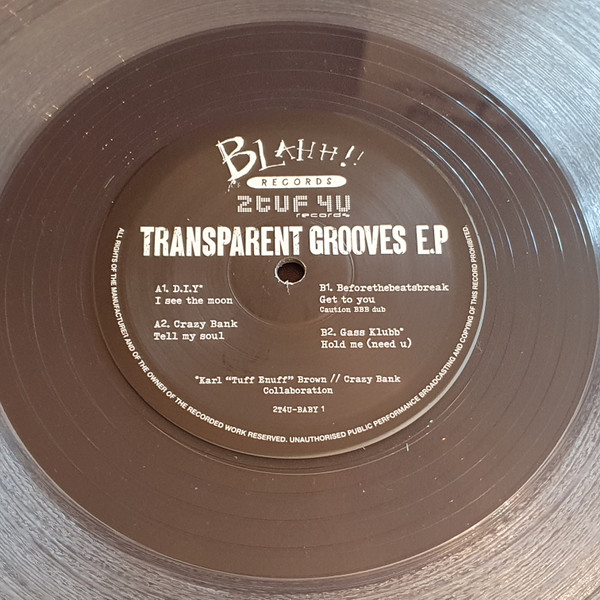 BLAHH!!
RECORDS
2tuf 4U
records
TRANSPARENT GROOVES E.P
A1. D.I.Y*
I see the moon
A2. Crazy Bank
Tell my soul
B1. Beforethebeatsbreak
Get to you
Caution BBB dub
B2. Gass Klubb*
Hold me (need u)
*Karl "Tuff Enuff" Brown // Crazy Bank
Collaboration
2T4U-BABY 1
ALL RIGHTS OF THE MANUFACTURER AND OF THE OWNER OF THE RECORDED WORK RESERVED. UNAUTHORISED PUBLIC PERFORMANCE BROADCASTING AND COPYING OF THIS RECORD PROHIBITED.